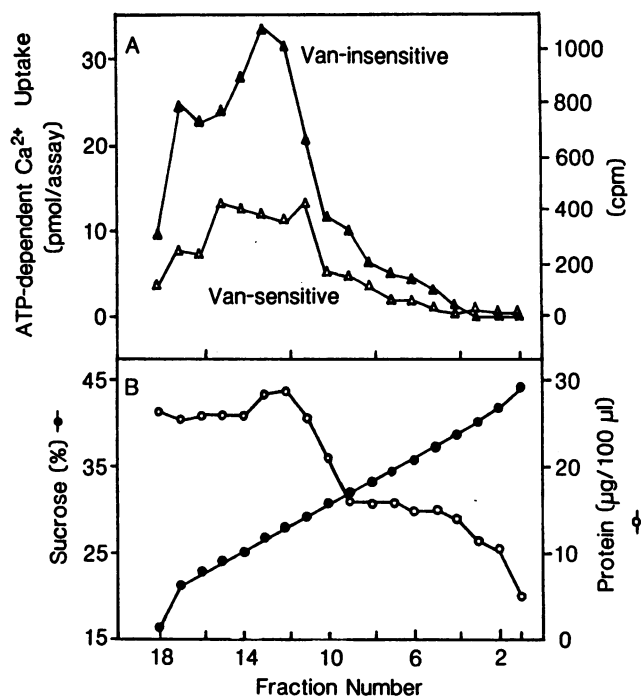 A
ATP-dependent Ca²⁺ Uptake
(pmol/assay)
30
20
10
0
Van-insensitive
Van-sensitive
1000
800
600
400
200
0
(cpm)
B
Sucrose (%)
45
35
25
15
30
20
10
0
Protein (µg/100 µl)
18 14 10 6 2
Fraction Number